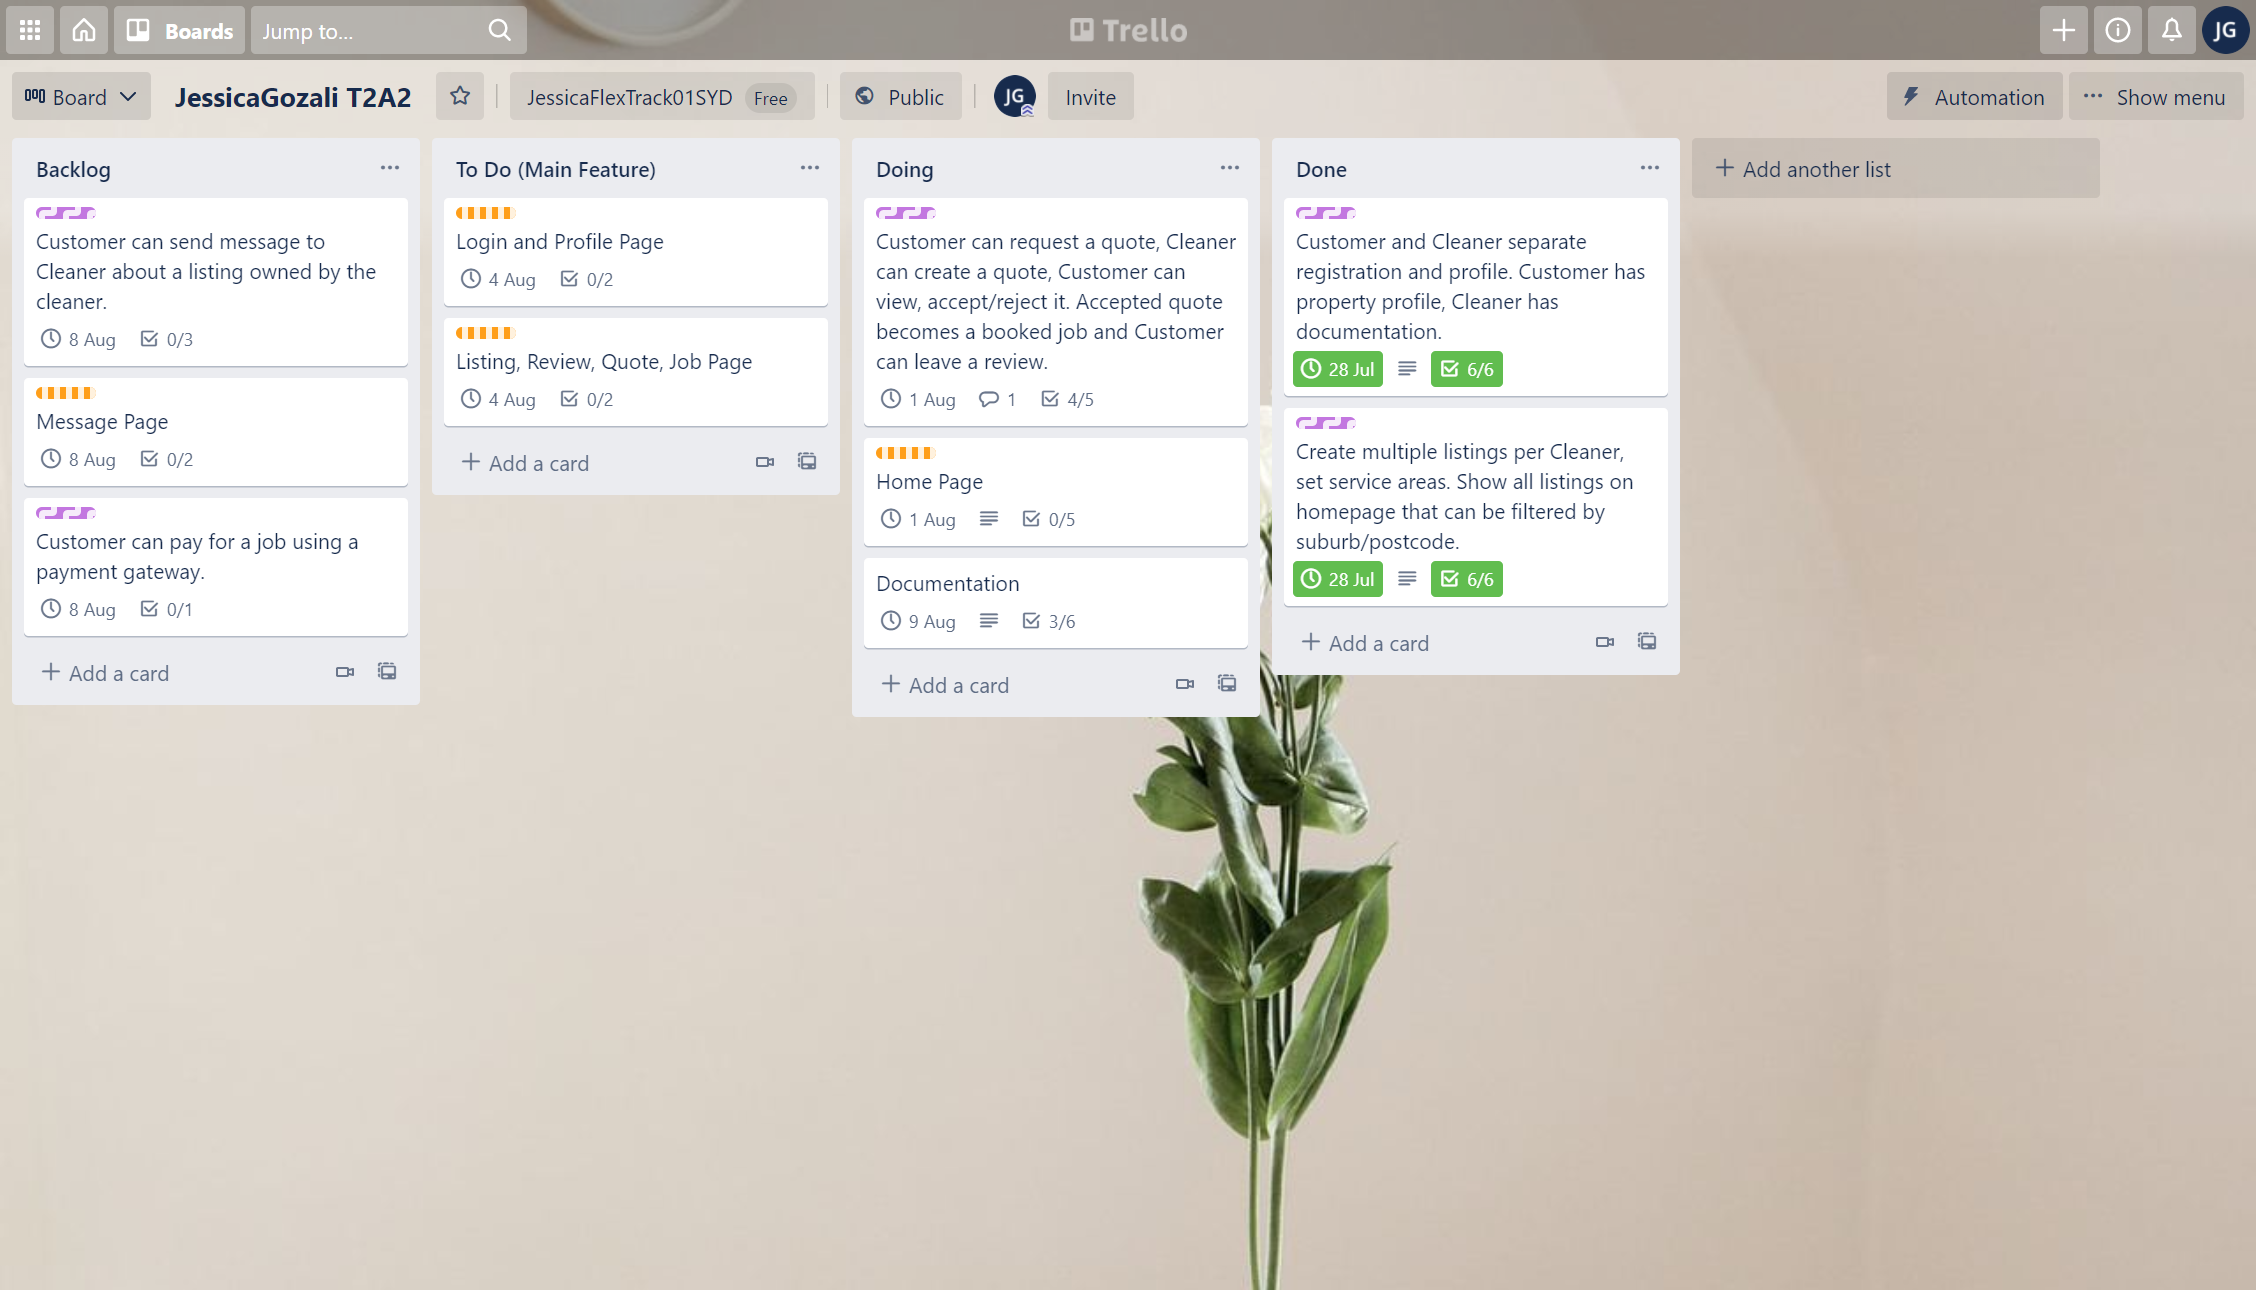 Boards
Jump to...
Trello
JG
Board
JessicaGozali T2A2
JessicaFlexTrack01SYD Free
Public
JG
Invite
Automation
Show menu
Backlog
Customer can send message to
Cleaner about a listing owned by the
cleaner.
8 Aug 0/3
Message Page
8 Aug 0/2
Customer can pay for a job using a
payment gateway.
8 Aug 0/1
Add a card
To Do (Main Feature)
Login and Profile Page
4 Aug 0/2
Listing, Review, Quote, Job Page
4 Aug 0/2
Add a card
Doing
Customer can request a quote, Cleaner
can create a quote, Customer can
view, accept/reject it. Accepted quote
becomes a booked job and Customer
can leave a review.
1 Aug 1 4/5
Home Page
1 Aug 0/5
Documentation
9 Aug 3/6
Add a card
Done
Customer and Cleaner separate
registration and profile. Customer has
property profile, Cleaner has
documentation.
28 Jul 6/6
Create multiple listings per Cleaner,
set service areas. Show all listings on
homepage that can be filtered by
suburb/postcode.
28 Jul 6/6
Add a card
Add another list